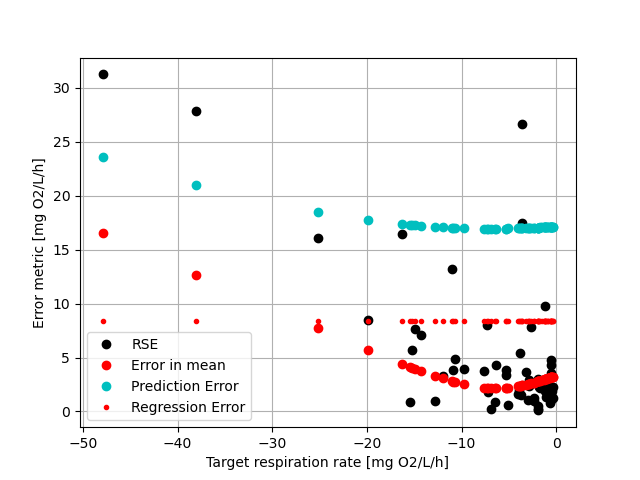 30
25
20
15
10
5
0
Error metric [mg O2/L/h]
RSE
Error in mean
Prediction Error
Regression Error
−50 −40 −30 −20 −10 0
Target respiration rate [mg O2/L/h]